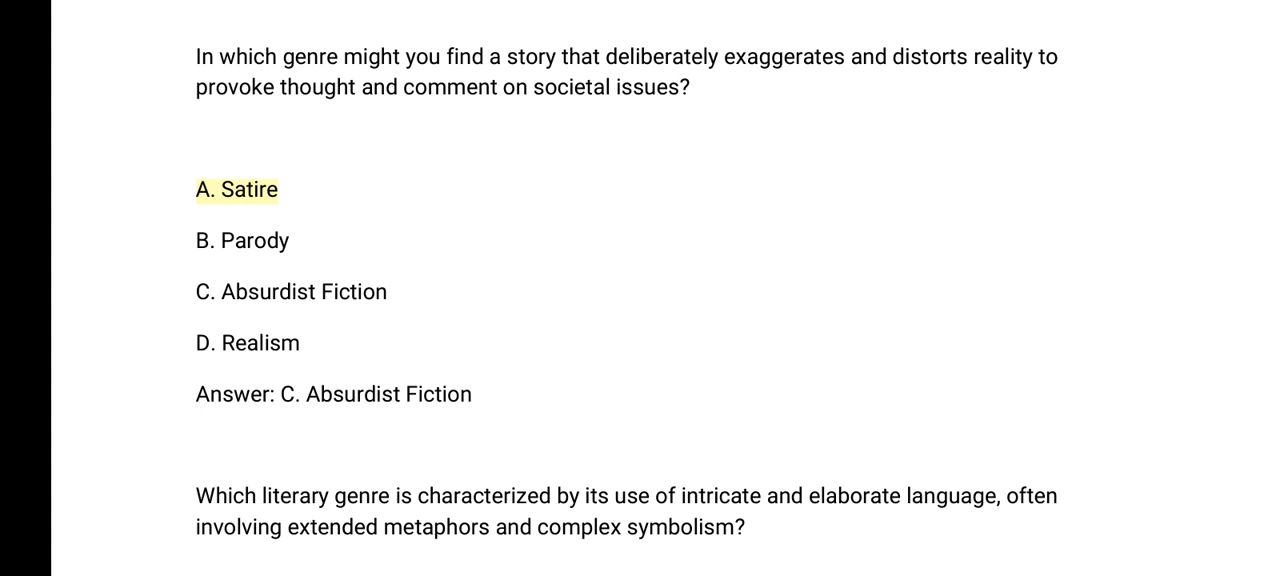 In which genre might you find a story that deliberately exaggerates and distorts reality to
provoke thought and comment on societal issues?
A. Satire
B. Parody
C. Absurdist Fiction
D. Realism
Answer: C. Absurdist Fiction
Which literary genre is characterized by its use of intricate and elaborate language, often
involving extended metaphors and complex symbolism?